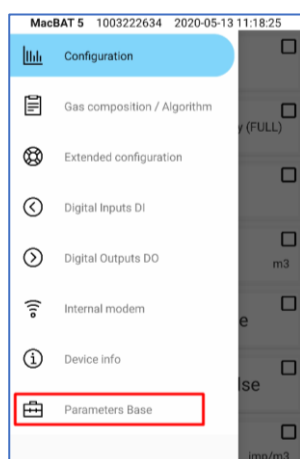 MacBAT 5 1003222634 2020-05-13 11:18:25
Configuration
Gas composition / Algorithm
y (FULL)
Extended configuration
Digital Inputs DI
Digital Outputs DO
m3
Internal modem
e
Device info
lse
Parameters Base
imp/m3